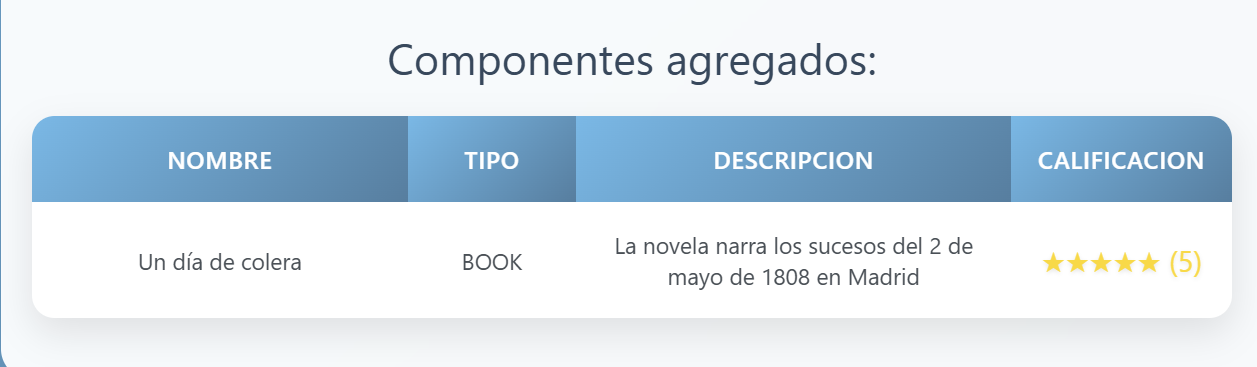 Componentes agregados:
NOMBRE TIPO DESCRIPCION CALIFICACION
Un día de colera BOOK La novela narra los sucesos del 2 de
mayo de 1808 en Madrid ★★★★★ (5)